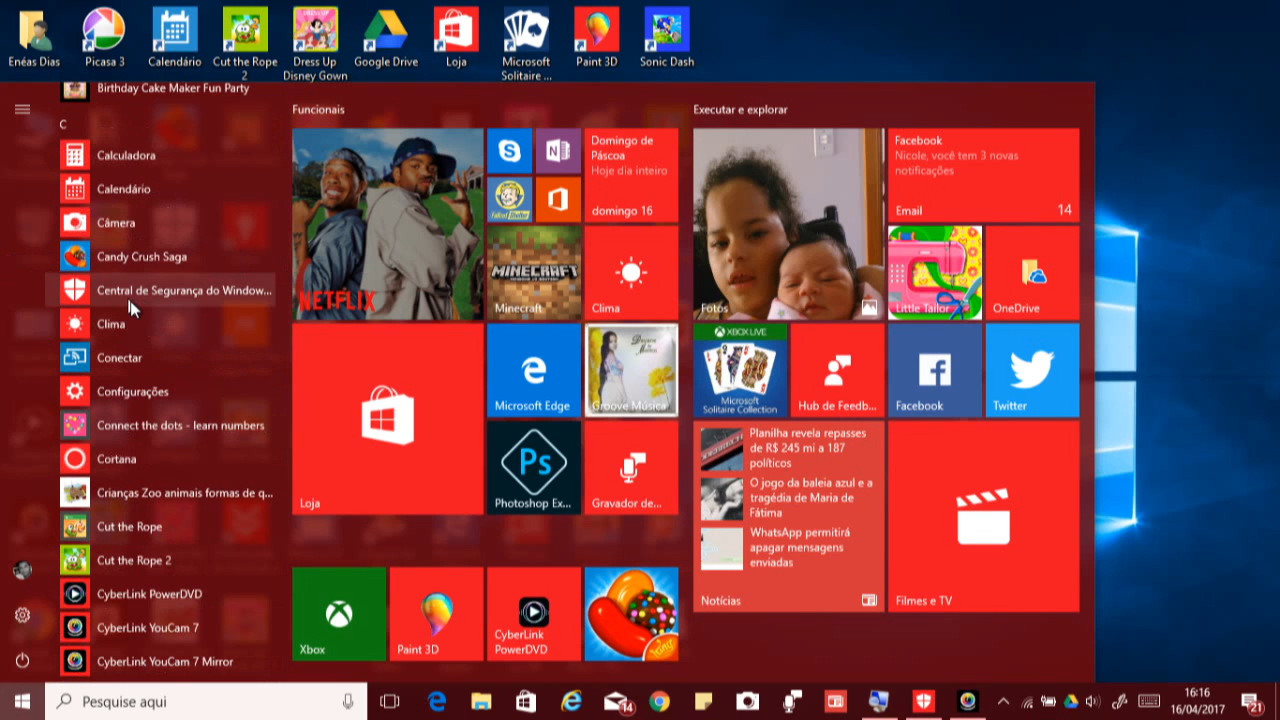 Enéas Dias
Picasa 3
Calendário
Cut the Rope
2
Dress Up
Disney Gown
Google Drive
Loja
Microsoft
Solitaire ...
Paint 3D
Sonic Dash
Birthday Cake Maker Fun Party
C
Calculadora
Calendário
Câmera
Candy Crush Saga
Central de Segurança do Window...
Clima
Conectar
Configurações
Connect the dots - learn numbers
Cortana
Crianças Zoo animais formas de q...
Cut the Rope
Cut the Rope 2
CyberLink PowerDVD
CyberLink YouCam 7
CyberLink YouCam 7 Mirror
Funcionais
NETFLIX
Domingo de
Páscoa
Hoje dia inteiro
domingo 16
MINECRAFT
Minecraft
Clima
Loja
Microsoft Edge
Groove Música
Ps
Photoshop Ex...
Gravador de...
Xbox
Paint 3D
CyberLink
PowerDVD
Executar e explorar
Fotos
Facebook
Nicole, você tem 3 novas
notificações
Email
14
Little Tailor
OneDrive
XBOX LIVE
Microsoft
Solitaire Collection
Hub de Feedb...
Facebook
Twitter
Planilha revela repasses
de R$ 245 mi a 187
políticos
O jogo da baleia azul e a
tragédia de Maria de
Fátima
WhatsApp permitirá
apagar mensagens
enviadas
Notícias
Filmes e TV
Pesquise aqui
14
16:16
16/04/2017
21